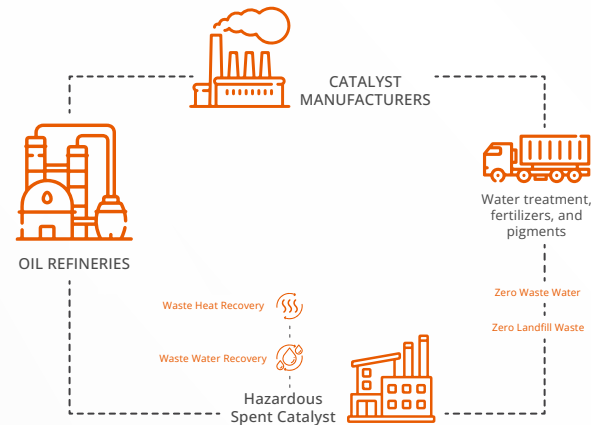 CATALYST
MANUFACTURERS
Water treatment,
fertilizers, and
pigments
OIL REFINERIES
Zero Waste Water
Waste Heat Recovery
Zero Landfill Waste
Waste Water Recovery
Hazardous
Spent Catalyst